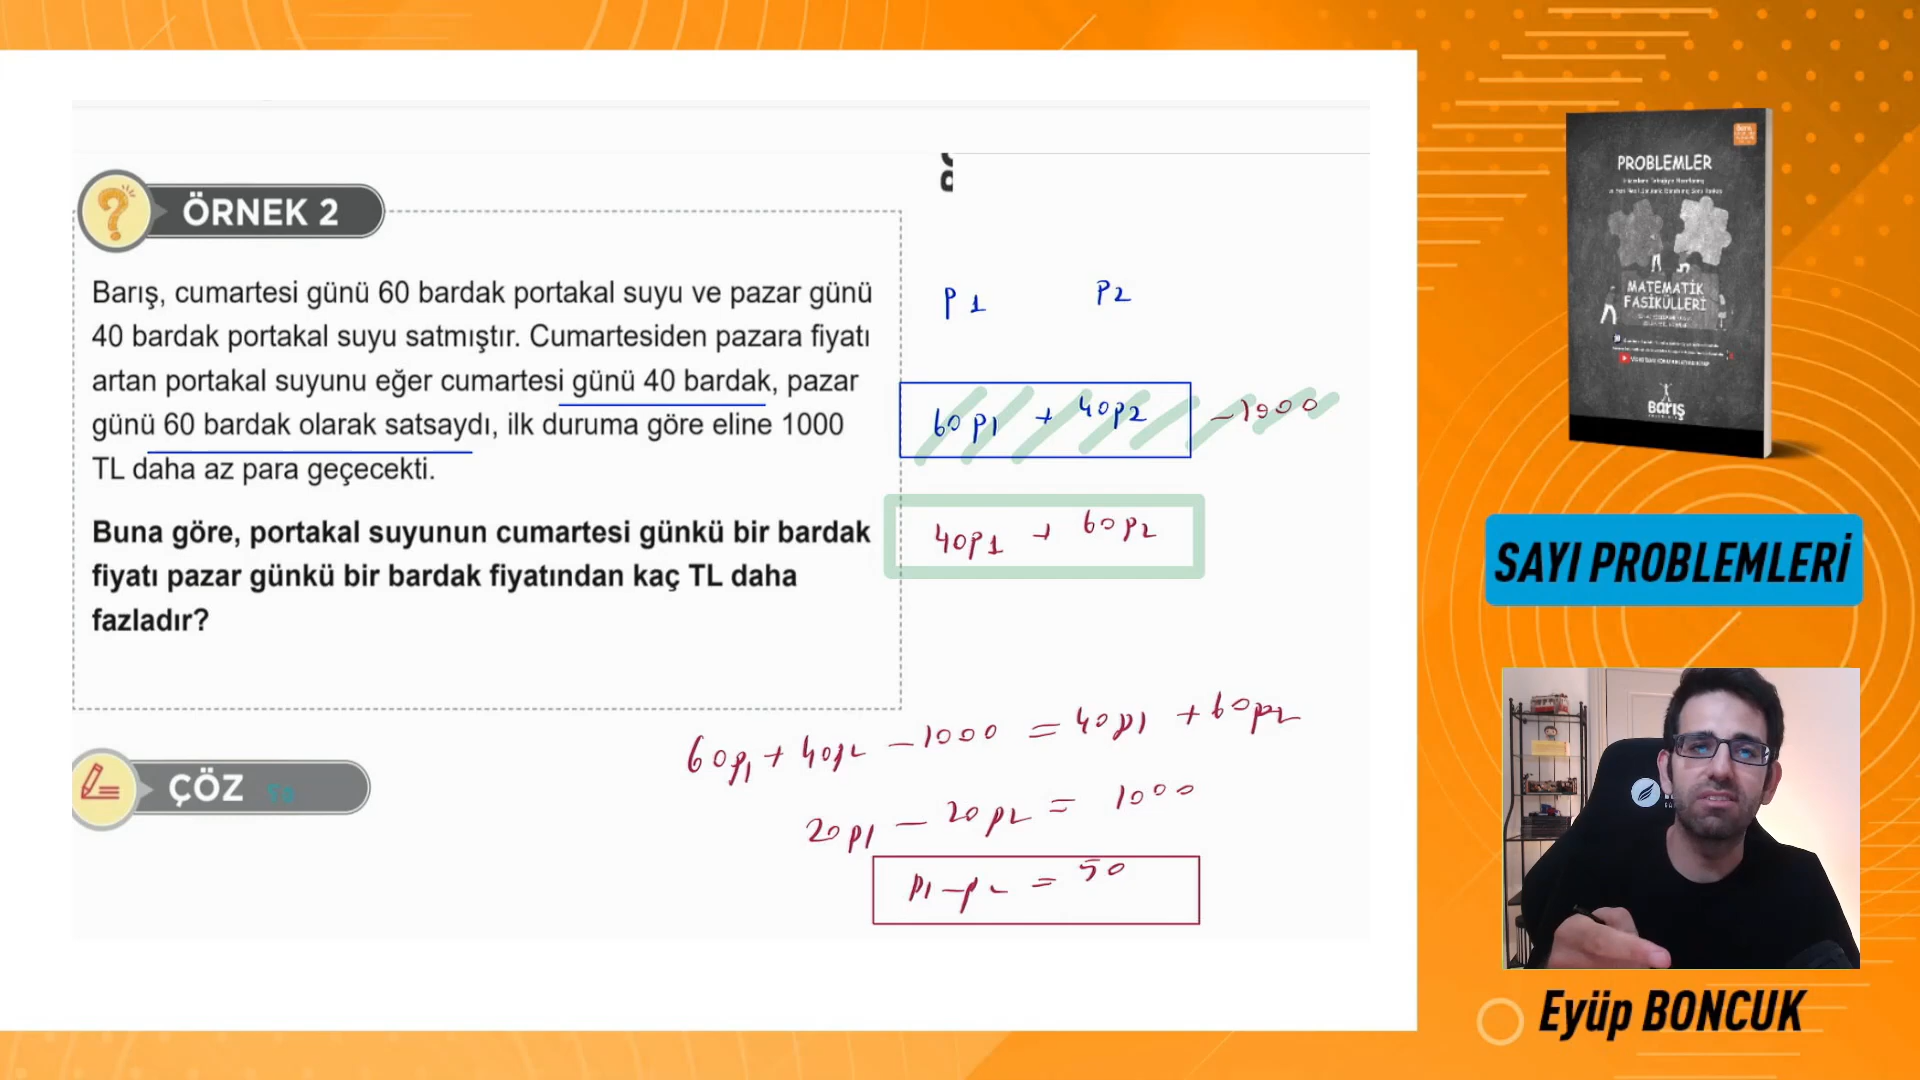 ÖRNEK 2
Barış, cumartesi günü 60 bardak portakal suyu ve pazar günü
40 bardak portakal suyu satmıştır. Cumartesiden pazara fiyatı
artan portakal suyunu eğer cumartesi günü 40 bardak, pazar
günü 60 bardak olarak satsaydı, ilk duruma göre eline 1000
TL daha az para geçecekti.
Buna göre, portakal suyunun cumartesi günkü bir bardak
fiyatı pazar günkü bir bardak fiyatından kaç TL daha
fazladır?
ÇÖZ
P1 P2
60p1 + 40p2 -1000
40p1 + 60p2
60p1 + 40p2 - 1000 = 40p1 + 60p2
20p1 - 20p2 = 1000
p1 - p2 = 50
PROBLEMLER
MATEMATİK
FASİKÜLLERİ
Barış
SAYI PROBLEMLERİ
Eyüp BONCUK